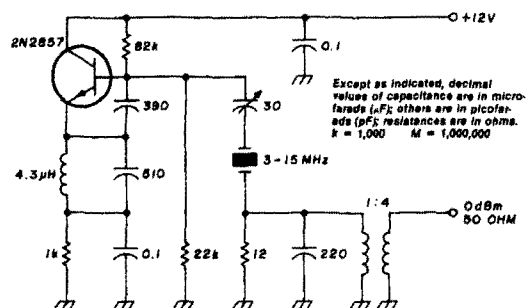 +12V
2N2857
82k
0.1
390
30
Except as indicated, decimal
values of capacitance are in micro-
farads (µF); others are in picofar-
ads (pF); resistances are in ohms.
k = 1,000 M = 1,000,000
3-15 MHz
4.3µH
1:4
0dBm
50 OHM
1k
0.1
22k
12
220